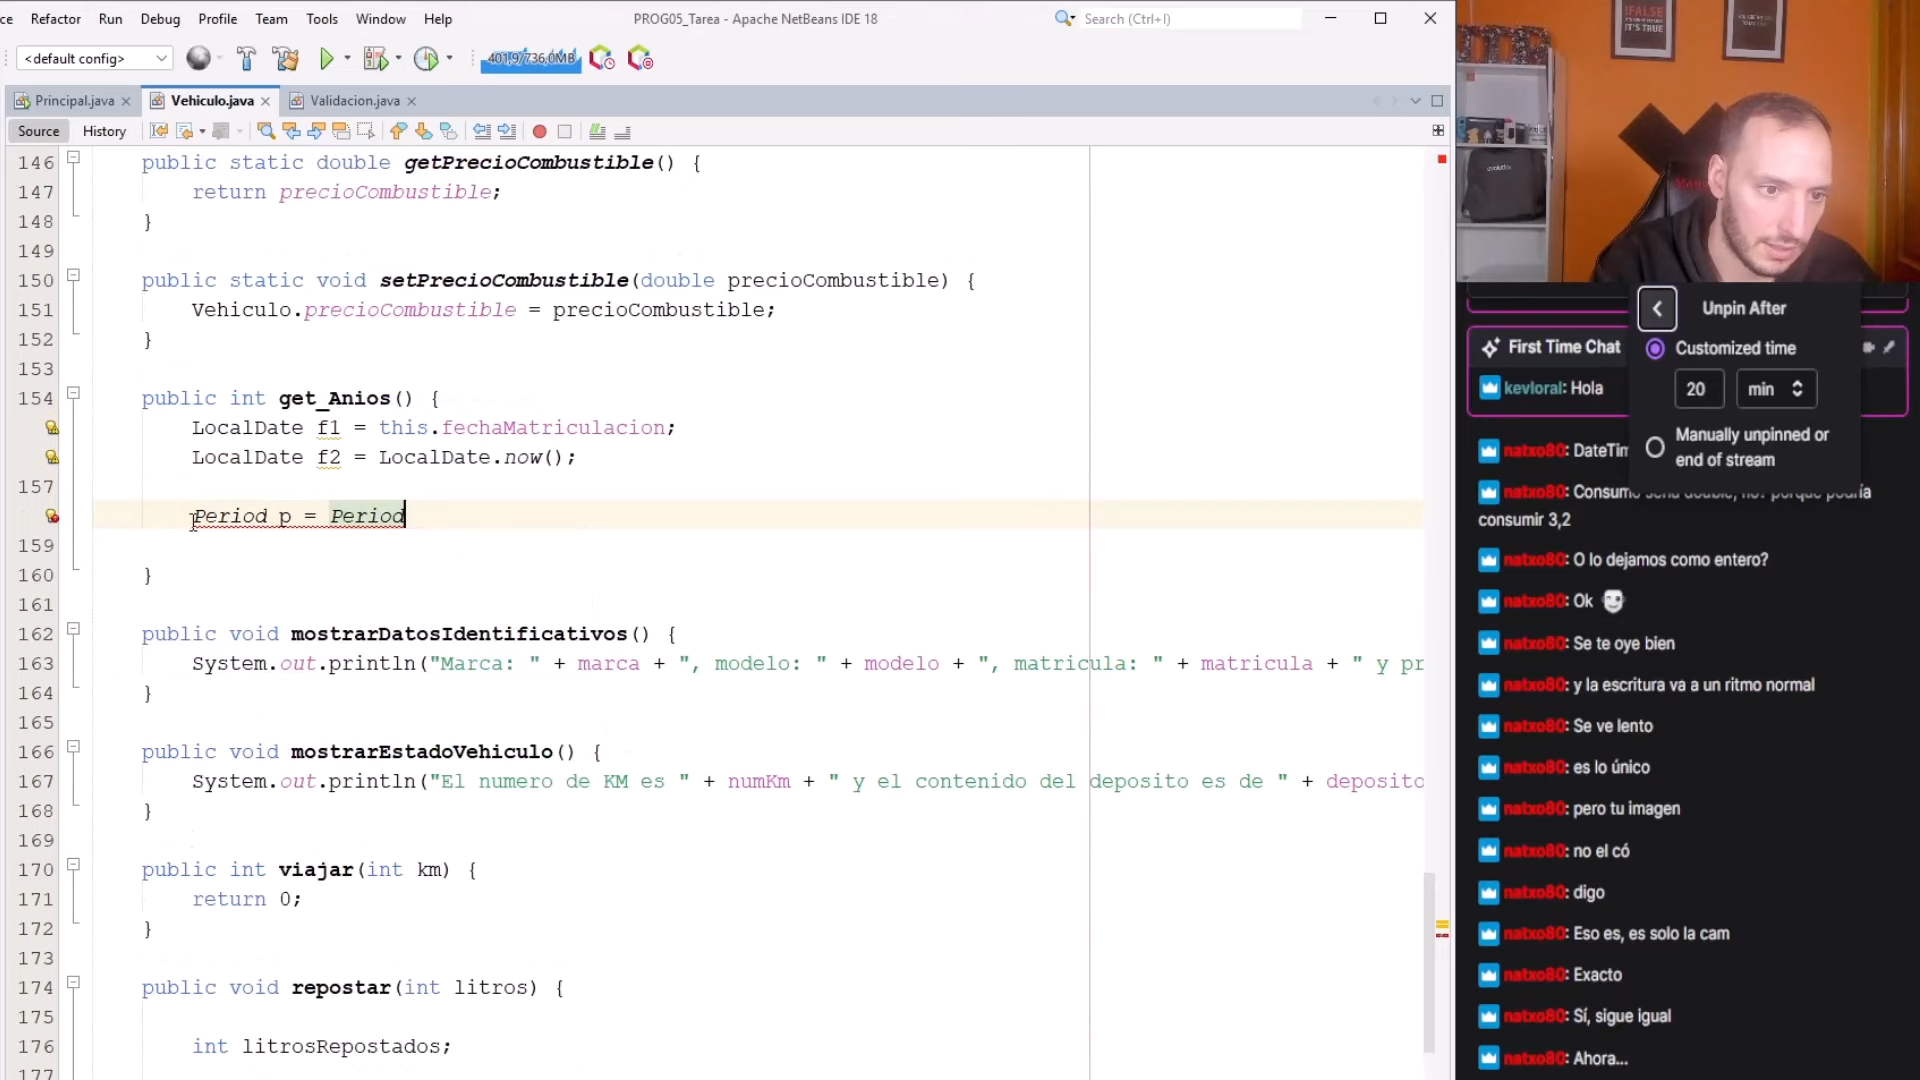 ce Refactor Run Debug Profile Team Tools Window Help
PROG05_Tarea - Apache NetBeans IDE 18
Search (Ctrl+I)
<default config>
401,9/736,0MB
Principal.java
Vehiculo.java
Validacion.java
Source History
146 public static double getPrecioCombustible() {
147 return precioCombustible;
148 }
149
150 public static void setPrecioCombustible(double precioCombustible) {
151 Vehiculo.precioCombustible = precioCombustible;
152 }
153
154 public int get_Anios() {
LocalDate f1 = this.fechaMatriculacion;
LocalDate f2 = LocalDate.now();
157
Period p = Period
159
160 }
161
162 public void mostrarDatosIdentificativos() {
163 System.out.println("Marca: " + marca + ", modelo: " + modelo + ", matricula: " + matricula + " y pr
164 }
165
166 public void mostrarEstadoVehiculo() {
167 System.out.println("El numero de KM es " + numKm + " y el contenido del deposito es de " + deposito
168 }
169
170 public int viajar(int km) {
171 return 0;
172 }
173
174 public void repostar(int litros) {
175
176 int litrosRepostados;
177
!FALSE
IT'S TRUE
Unpin After
Customized time
20 min
Manually unpinned or
end of stream
First Time Chat
kevloral: Hola
natxo80: DateTim
natxo80: Consumo sería double, no? porque podría
consumir 3,2
natxo80: O lo dejamos como entero?
natxo80: Ok
natxo80: Se te oye bien
natxo80: y la escritura va a un ritmo normal
natxo80: Se ve lento
natxo80: es lo único
natxo80: pero tu imagen
natxo80: no el có
natxo80: digo
natxo80: Eso es, es solo la cam
natxo80: Exacto
natxo80: Sí, sigue igual
natxo80: Ahora...